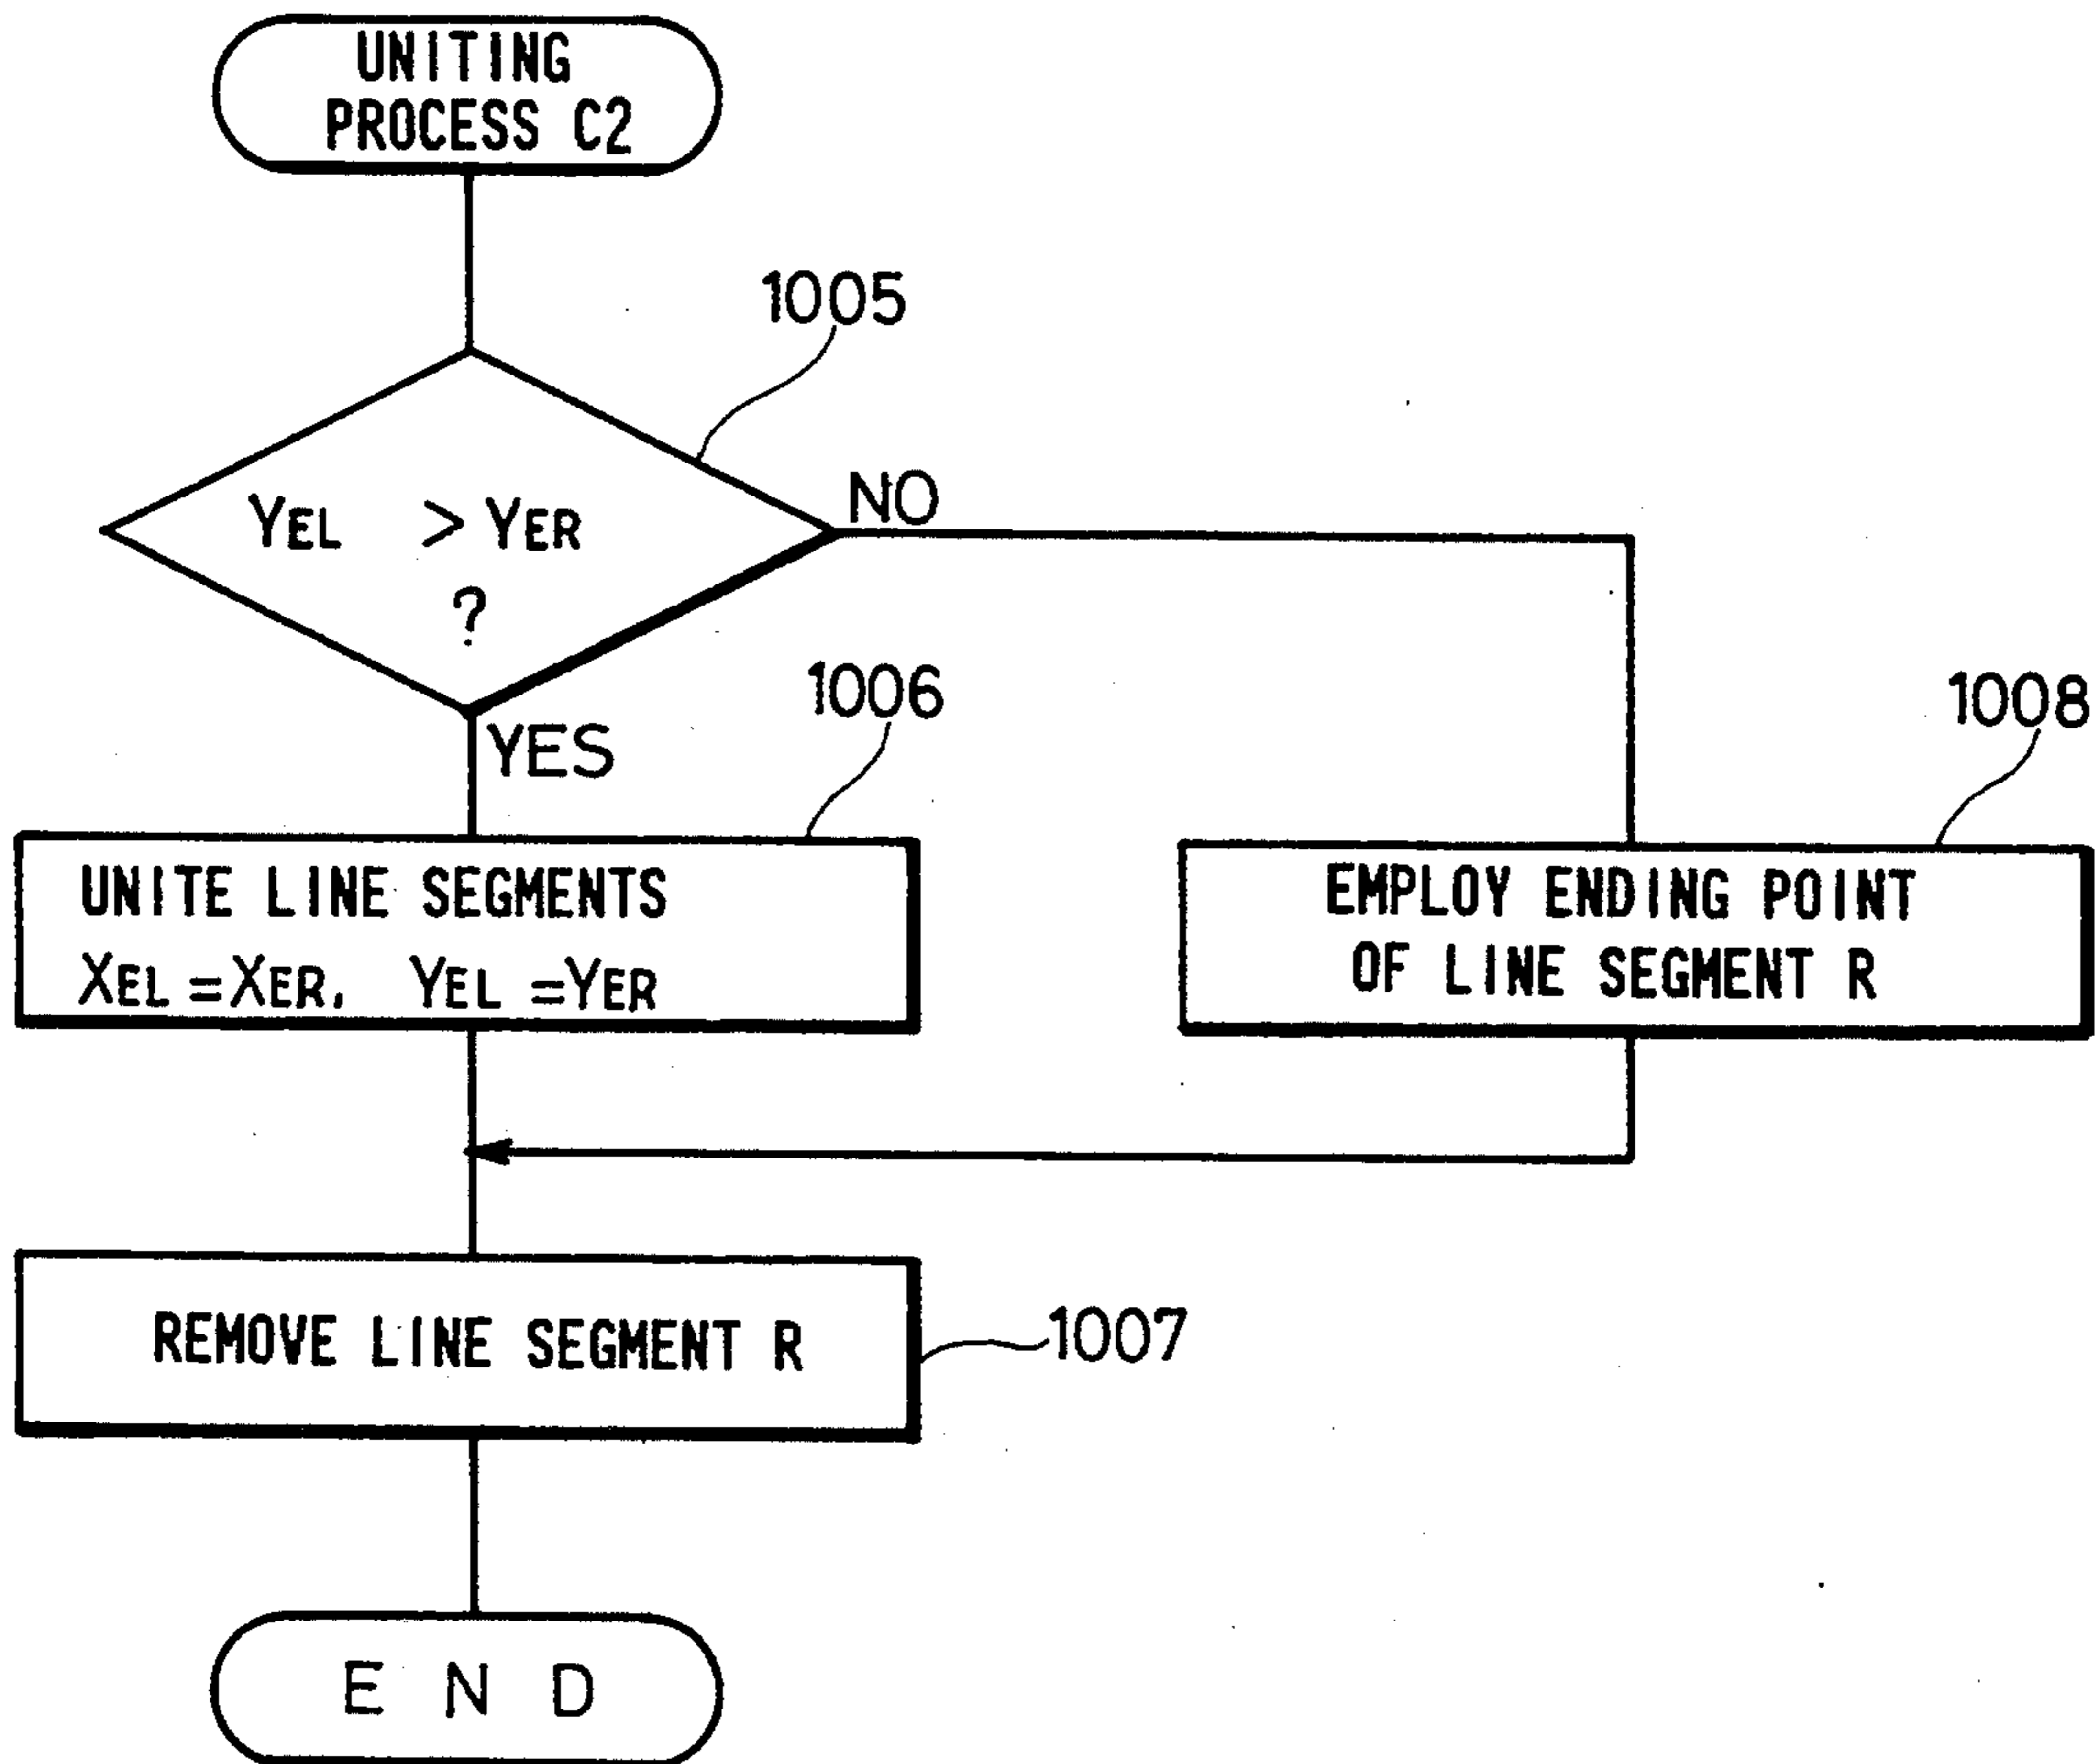 UNITING
PROCESS C2
1005
YEL > YER
?
NO
YES
1006
UNITE LINE SEGMENTS
XEL = XER, YEL = YER
1008
EMPLOY ENDING POINT
OF LINE SEGMENT R
REMOVE LINE SEGMENT R
1007
E N D